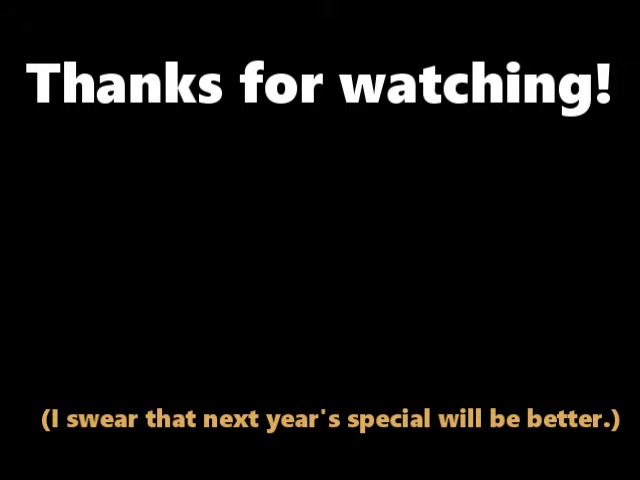 Thanks for watching!
(I swear that next year's special will be better.)